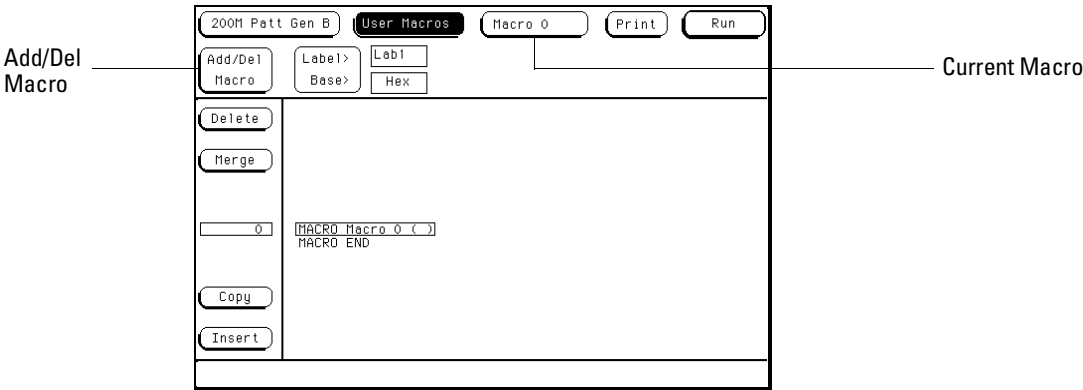 200M Patt Gen B User Macros Macro 0 Print Run
Add/Del
Macro
Add/Del
Macro
Label>
Base>
Lab1
Hex
Current Macro
Delete
Merge
0
MACRO Macro 0 ( )
MACRO END
Copy
Insert